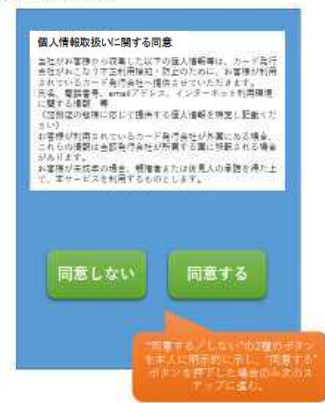 個人情報取扱いに関する同意
当社がお客様から収集した以下の個人情報等は、カード発行
会社がおこなう不正利用検知・防止のために、お客様が利用
されているカード発行会社へ提供させていただきます。
氏名、電話番号、emailアドレス、インターネット利用環境
に関する情報 等
(加盟店の皆様に応じて提供する個人情報を特定し記載くだ
さい)
お客様が利用されているカード発行会社が外国にある場合、
これらの情報は当該発行会社が所属する国に移転される場合
があります。
お客様が未成年の場合、親権者または後見人の承諾を得た上
で、本サービスを利用するものとします。
同意しない
同意する
"同意する/しない"の2種のボタン
を本人に明示的に示し、"同意する"
ボタンを押下した場合のみ次のス
テップに進む。